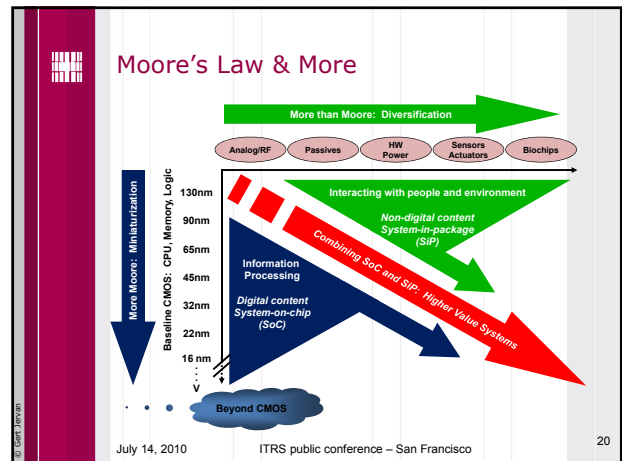 Moore's Law & More
More than Moore: Diversification
Analog/RF
Passives
HW
Power
Sensors
Actuators
Biochips
More Moore: Miniaturization
Baseline CMOS: CPU, Memory, Logic
130nm
90nm
65nm
45nm
32nm
22nm
16 nm
Interacting with people and environment
Non-digital content
System-in-package
(SiP)
Combining SoC and SiP: Higher Value Systems
Information
Processing
Digital content
System-on-chip
(SoC)
Beyond CMOS
© Gert Jervan
July 14, 2010
ITRS public conference – San Francisco
20